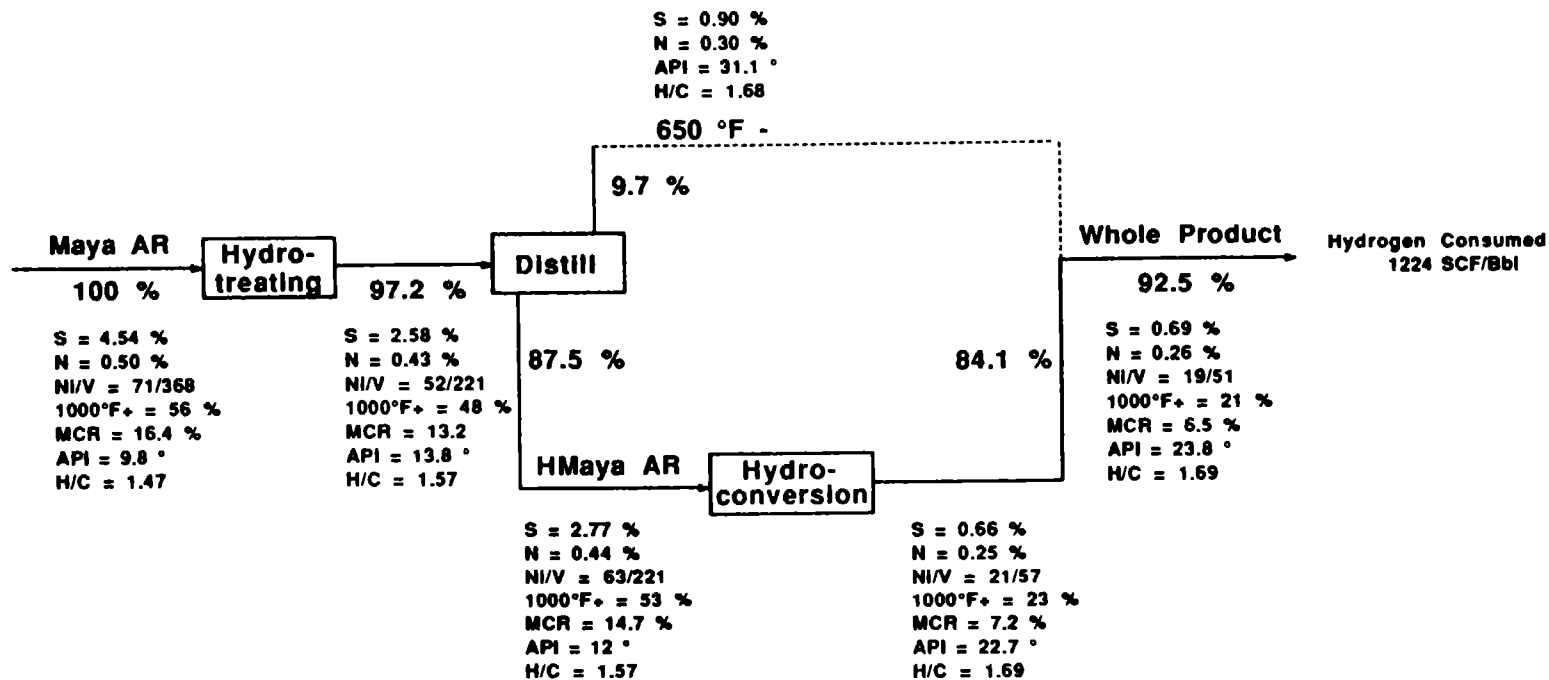 S = 0.90 %
N = 0.30 %
API = 31.1 °
H/C = 1.68
650 °F -
9.7 %
Maya AR
100 %
Hydro-
treating
97.2 %
Distill
Whole Product
92.5 %
Hydrogen Consumed
1224 SCF/Bbl
S = 4.54 %
N = 0.50 %
Ni/V = 71/368
1000°F+ = 56 %
MCR = 16.4 %
API = 9.8 °
H/C = 1.47
S = 2.58 %
N = 0.43 %
Ni/V = 52/221
1000°F+ = 48 %
MCR = 13.2
API = 13.8 °
H/C = 1.57
87.5 %
84.1 %
S = 0.69 %
N = 0.26 %
Ni/V = 19/51
1000°F+ = 21 %
MCR = 6.5 %
API = 23.8 °
H/C = 1.69
HMaya AR
Hydro-
conversion
S = 2.77 %
N = 0.44 %
Ni/V = 63/221
1000°F+ = 53 %
MCR = 14.7 %
API = 12 °
H/C = 1.57
S = 0.66 %
N = 0.25 %
Ni/V = 21/57
1000°F+ = 23 %
MCR = 7.2 %
API = 22.7 °
H/C = 1.69